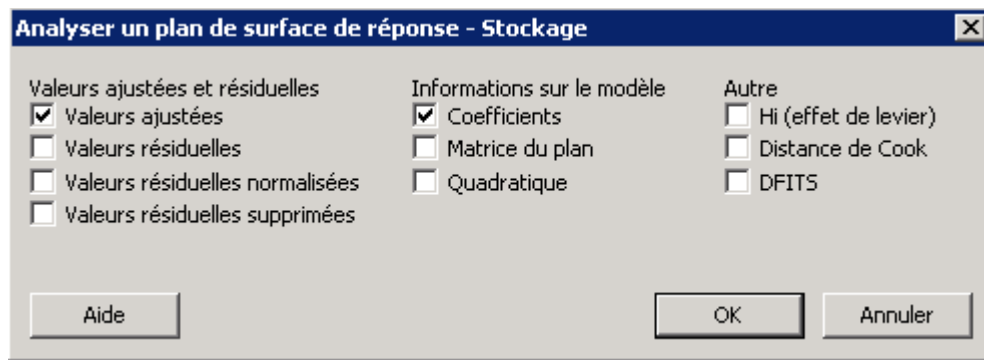 Analyser un plan de surface de réponse - Stockage
Valeurs ajustées et résiduelles
Valeurs ajustées
Valeurs résiduelles
Valeurs résiduelles normalisées
Valeurs résiduelles supprimées
Informations sur le modèle
Coefficients
Matrice du plan
Quadratique
Autre
Hi (effet de levier)
Distance de Cook
DFITS
Aide
OK
Annuler